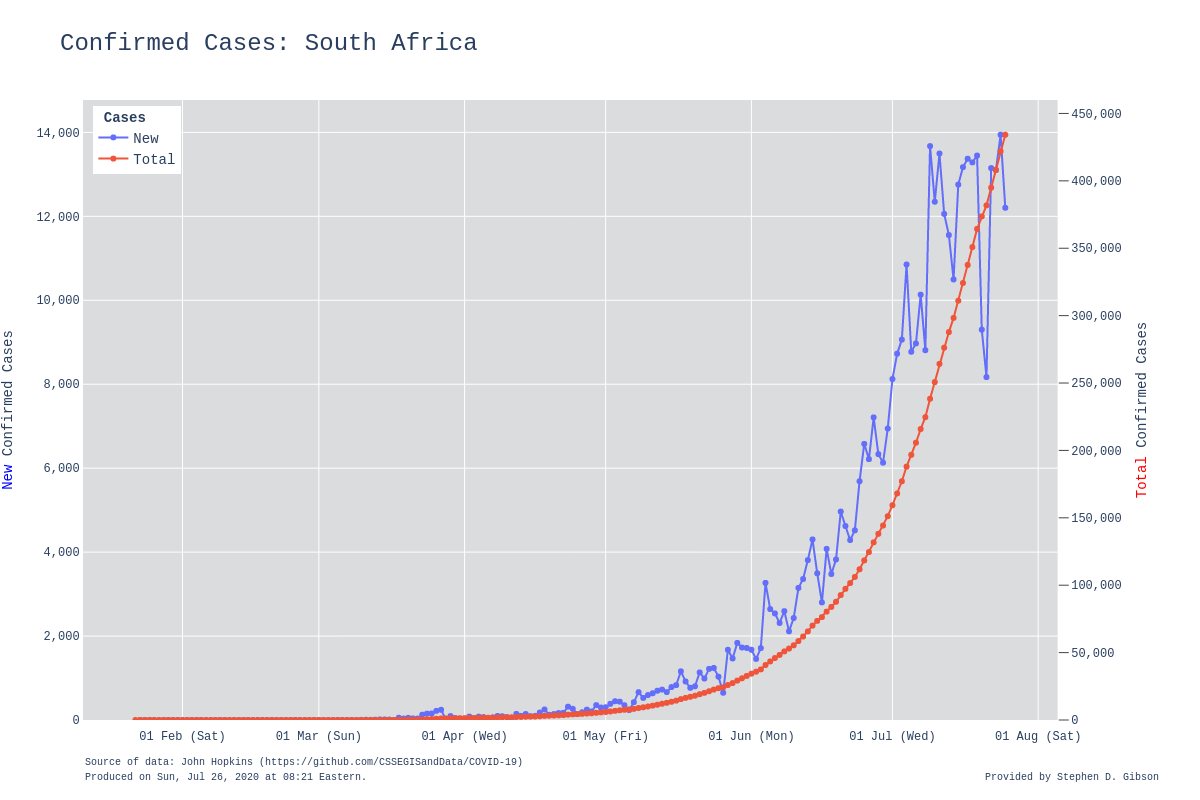 Confirmed Cases: South Africa
Cases
New
Total
14,000
12,000
10,000
8,000
6,000
4,000
2,000
0
New Confirmed Cases
450,000
400,000
350,000
300,000
250,000
200,000
150,000
100,000
50,000
0
Total Confirmed Cases
01 Feb (Sat)
01 Mar (Sun)
01 Apr (Wed)
01 May (Fri)
01 Jun (Mon)
01 Jul (Wed)
01 Aug (Sat)
Source of data: John Hopkins (https://github.com/CSSEGISandData/COVID-19)
Produced on Sun, Jul 26, 2020 at 08:21 Eastern.
Provided by Stephen D. Gibson